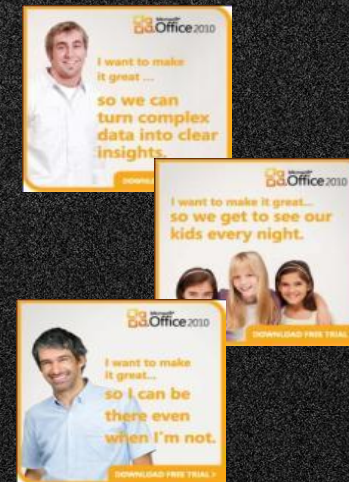 Microsoft®
Office 2010
I want to make
it great ...
so we can
turn complex
data into clear
insights.
Microsoft®
Office 2010
I want to make it great...
so we get to see our
kids every night.
DOWNLOAD FREE TRIAL
Microsoft®
Office 2010
I want to make
it great...
so I can be
there even
when I'm not.
DOWNLOAD FREE TRIAL >